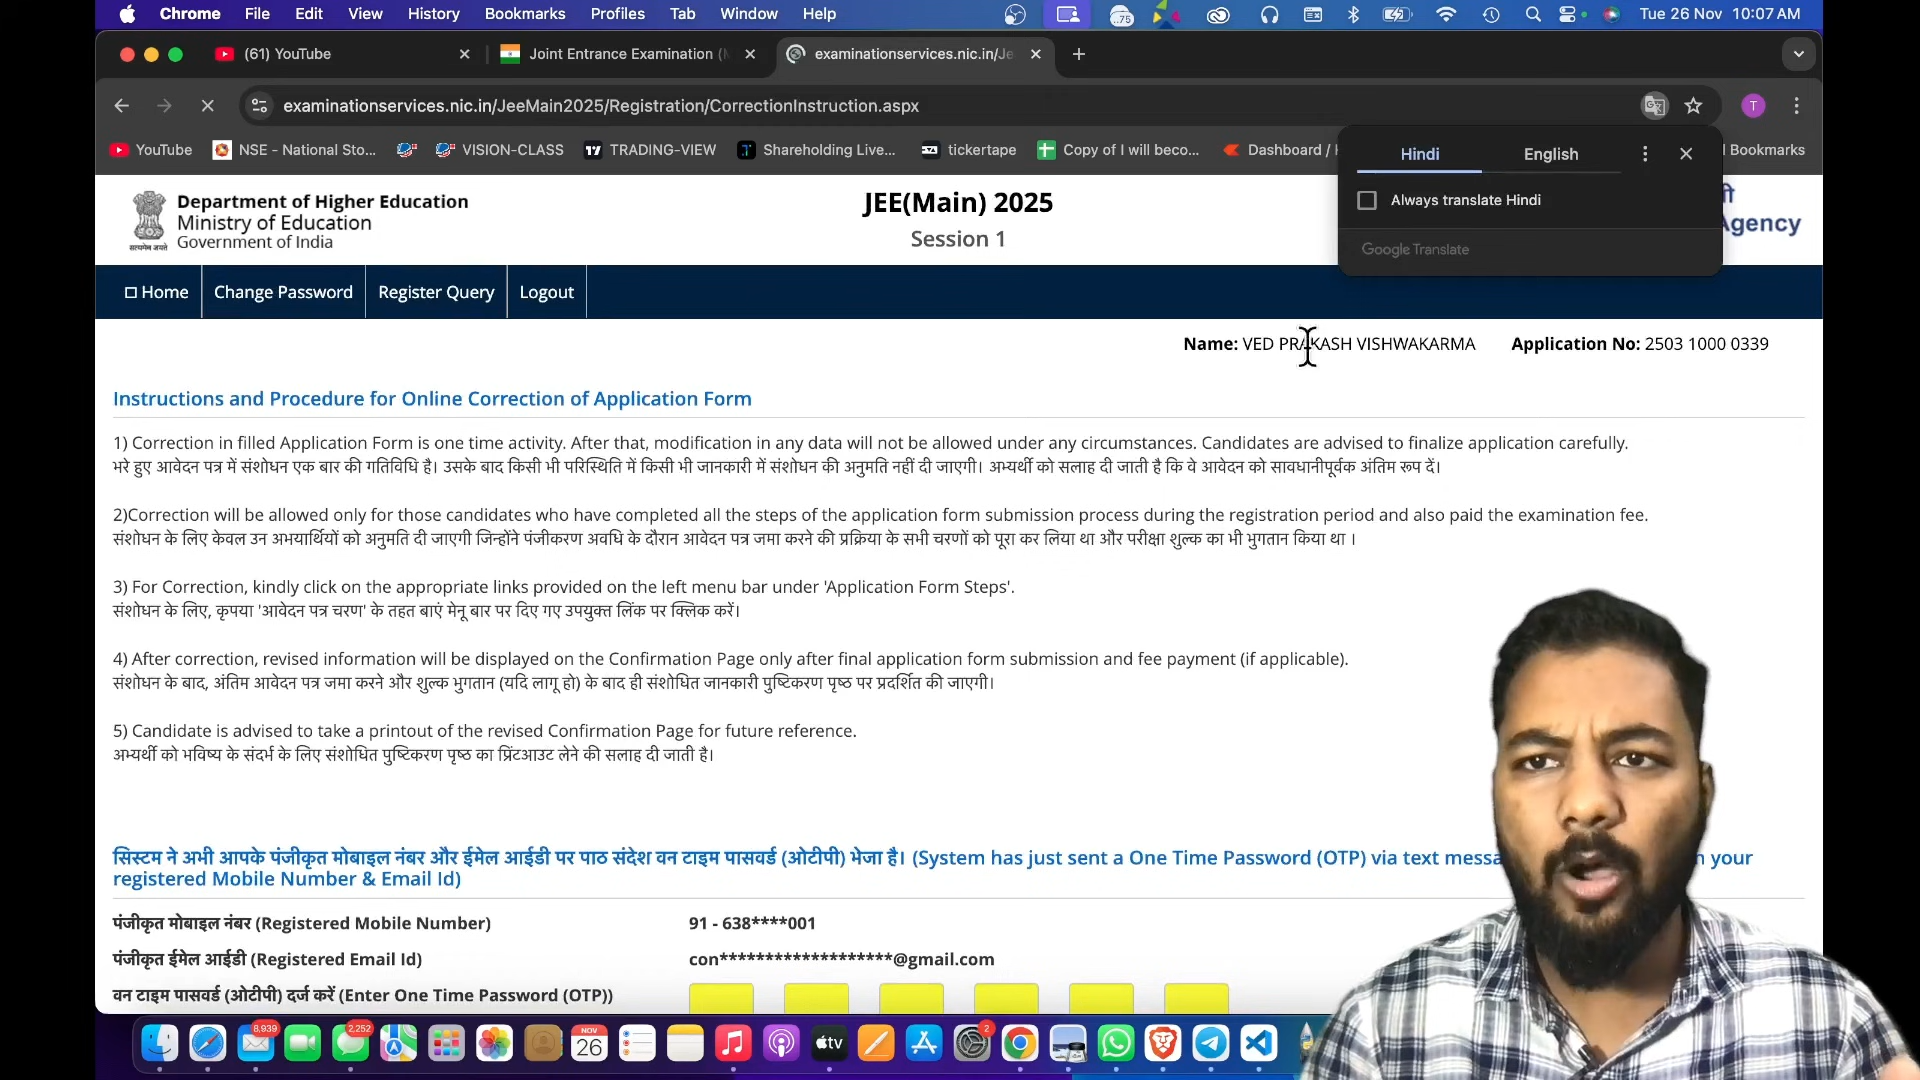 Chrome File Edit View History Bookmarks Profiles Tab Window Help .75 Tue 26 Nov 10:07 AM
(61) YouTube Joint Entrance Examination ( examinationservices.nic.in/Je
examinationservices.nic.in/JeeMain2025/Registration/CorrectionInstruction.aspx T
YouTube NSE - National Sto... VISION-CLASS TRADING-VIEW Shareholding Live... tickertape Copy of I will beco... Dashboard / Bookmarks
Hindi English
Always translate Hindi
Google Translate
Department of Higher Education
Ministry of Education
Government of India
सत्यमेव जयते
JEE(Main) 2025
Session 1
Agency
Home Change Password Register Query Logout
Name: VED PRAKASH VISHWAKARMA Application No: 2503 1000 0339
Instructions and Procedure for Online Correction of Application Form
1) Correction in filled Application Form is one time activity. After that, modification in any data will not be allowed under any circumstances. Candidates are advised to finalize application carefully.
भरे हुए आवेदन पत्र में संशोधन एक बार की गतिविधि है। उसके बाद किसी भी परिस्थिति में किसी भी जानकारी में संशोधन की अनुमति नहीं दी जाएगी। अभ्यर्थी को सलाह दी जाती है कि वे आवेदन को सावधानीपूर्वक अंतिम रूप दें।
2)Correction will be allowed only for those candidates who have completed all the steps of the application form submission process during the registration period and also paid the examination fee.
संशोधन के लिए केवल उन अभयार्थियों को अनुमति दी जाएगी जिन्होंने पंजीकरण अवधि के दौरान आवेदन पत्र जमा करने की प्रक्रिया के सभी चरणों को पूरा कर लिया था और परीक्षा शुल्क का भी भुगतान किया था ।
3) For Correction, kindly click on the appropriate links provided on the left menu bar under 'Application Form Steps'.
संशोधन के लिए, कृपया 'आवेदन पत्र चरण' के तहत बाएं मेनू बार पर दिए गए उपयुक्त लिंक पर क्लिक करें।
4) After correction, revised information will be displayed on the Confirmation Page only after final application form submission and fee payment (if applicable).
संशोधन के बाद, अंतिम आवेदन पत्र जमा करने और शुल्क भुगतान (यदि लागू हो) के बाद ही संशोधित जानकारी पुष्टिकरण पृष्ठ पर प्रदर्शित की जाएगी।
5) Candidate is advised to take a printout of the revised Confirmation Page for future reference.
अभ्यर्थी को भविष्य के संदर्भ के लिए संशोधित पुष्टिकरण पृष्ठ का प्रिंटआउट लेने की सलाह दी जाती है।
सिस्टम ने अभी आपके पंजीकृत मोबाइल नंबर और ईमेल आईडी पर पाठ संदेश वन टाइम पासवर्ड (ओटीपी) भेजा है। (System has just sent a One Time Password (OTP) via text messa your
registered Mobile Number & Email Id)
पंजीकृत मोबाइल नंबर (Registered Mobile Number) 91 - 638****001
पंजीकृत ईमेल आईडी (Registered Email Id) con*******************@gmail.com
वन टाइम पासवर्ड (ओटीपी) दर्ज करें (Enter One Time Password (OTP))
8,939 2,252 NOV 26 tv 2